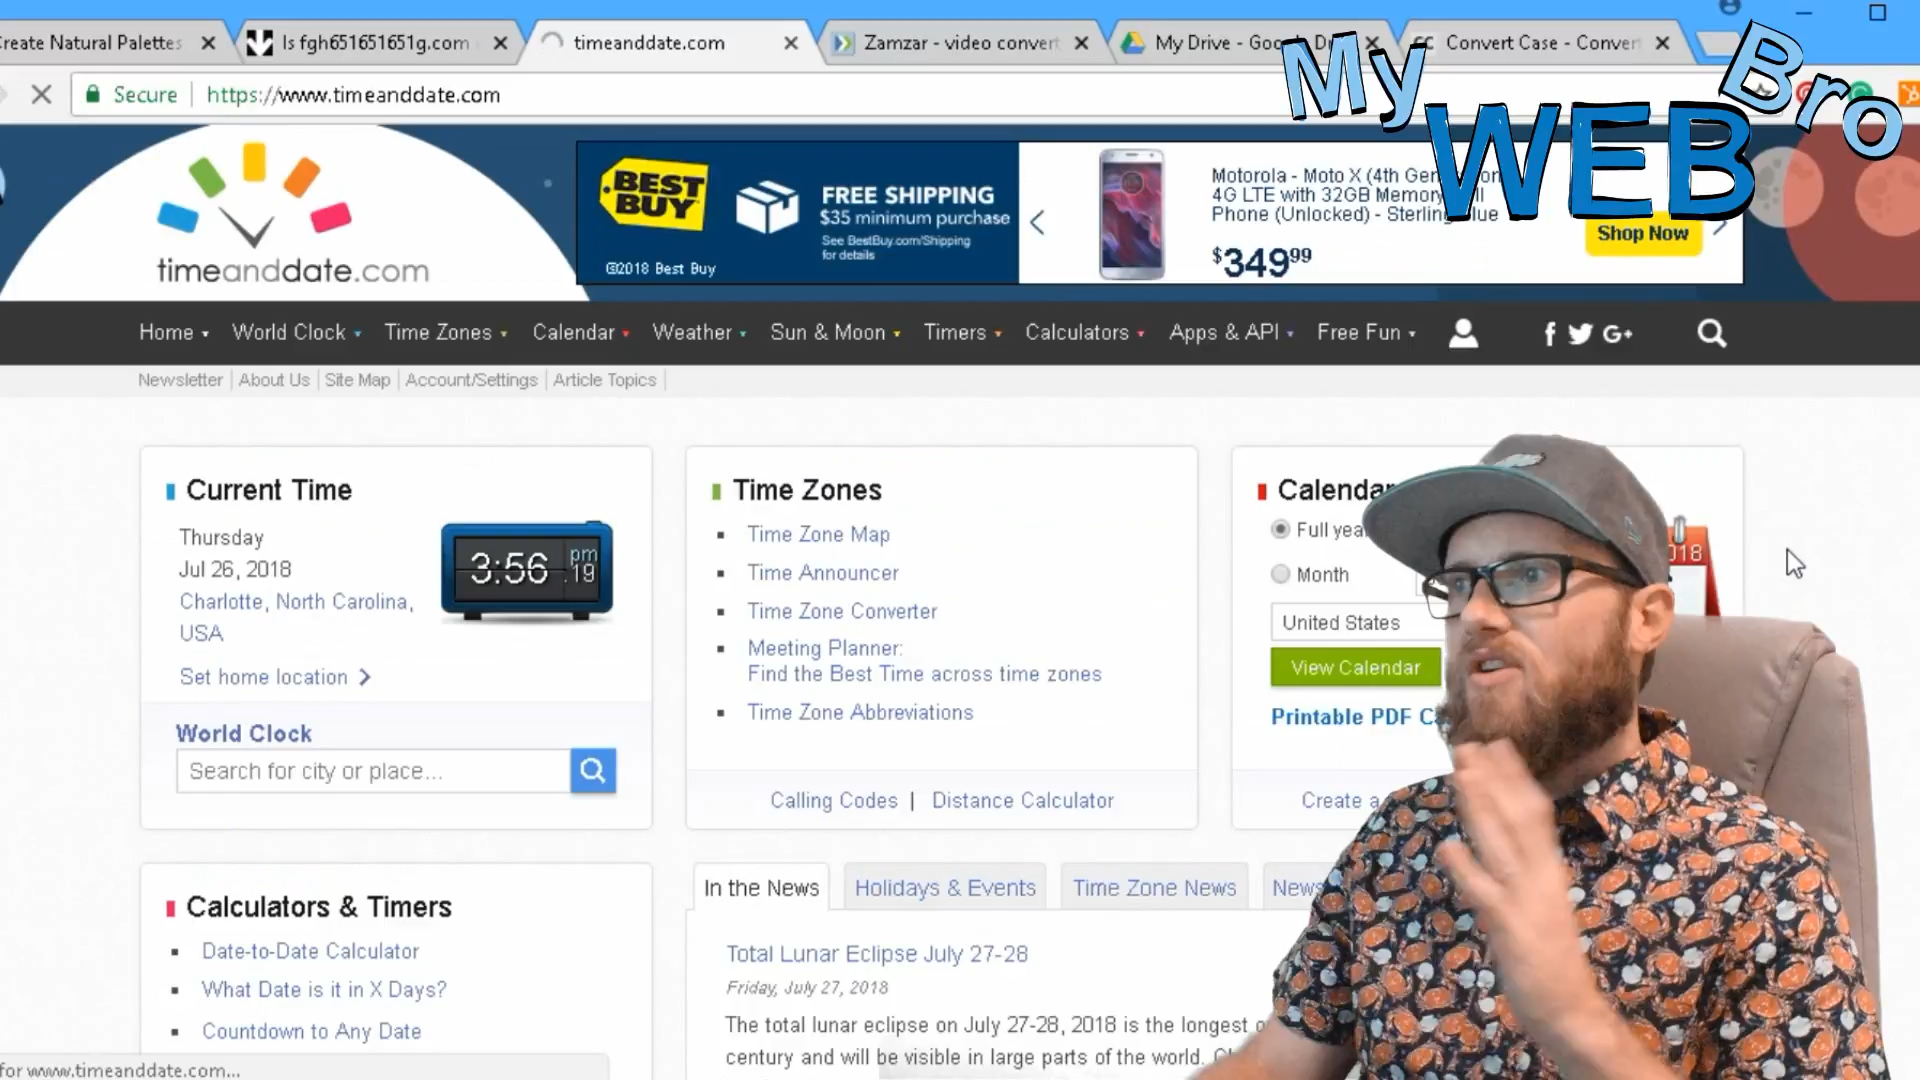 reate Natural Palettes
Is fgh651651651g.com
timeanddate.com
Zamzar - video convert
My Drive - Goo Dr
Convert Case - Conver
My WEB Bro
Secure https://www.timeanddate.com
timeanddate.com
BEST BUY
©2018 Best Buy
FREE SHIPPING
$35 minimum purchase
See BestBuy.com/Shipping
for details
Motorola - Moto X (4th Gen
4G LTE with 32GB Memory
Phone (Unlocked) - Sterling Blue
$349 99
Shop Now
Home World Clock Time Zones Calendar Weather Sun & Moon Timers Calculators Apps & API Free Fun f G+
Newsletter About Us Site Map Account/Settings Article Topics
Current Time
Thursday
Jul 26, 2018
Charlotte, North Carolina,
USA
3:56 pm :19
Set home location
World Clock
Search for city or place...
Time Zones
Time Zone Map
Time Announcer
Time Zone Converter
Meeting Planner:
Find the Best Time across time zones
Time Zone Abbreviations
Calling Codes | Distance Calculator
Calendar
Full yea
Month
United States
View Calendar
Printable PDF Ca
Create a
018
Calculators & Timers
Date-to-Date Calculator
What Date is it in X Days?
Countdown to Any Date
In the News
Holidays & Events
Time Zone News
News
Total Lunar Eclipse July 27-28
Friday, July 27, 2018
The total lunar eclipse on July 27-28, 2018 is the longest
century and will be visible in large parts of the world.
for www.timeanddate.com...